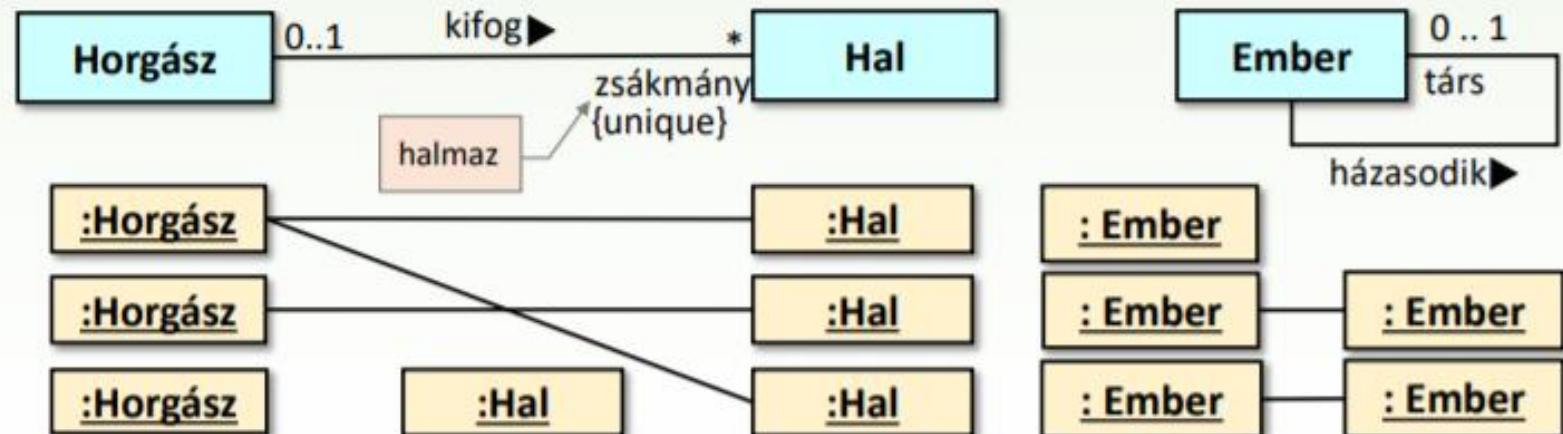 Horgász 0..1 kifog▶ * Hal
zsákmány
{unique}
halmaz
Ember 0 .. 1
társ
házasodik▶
:Horgász :Hal : Ember
:Horgász :Hal : Ember : Ember
:Horgász :Hal :Hal : Ember : Ember